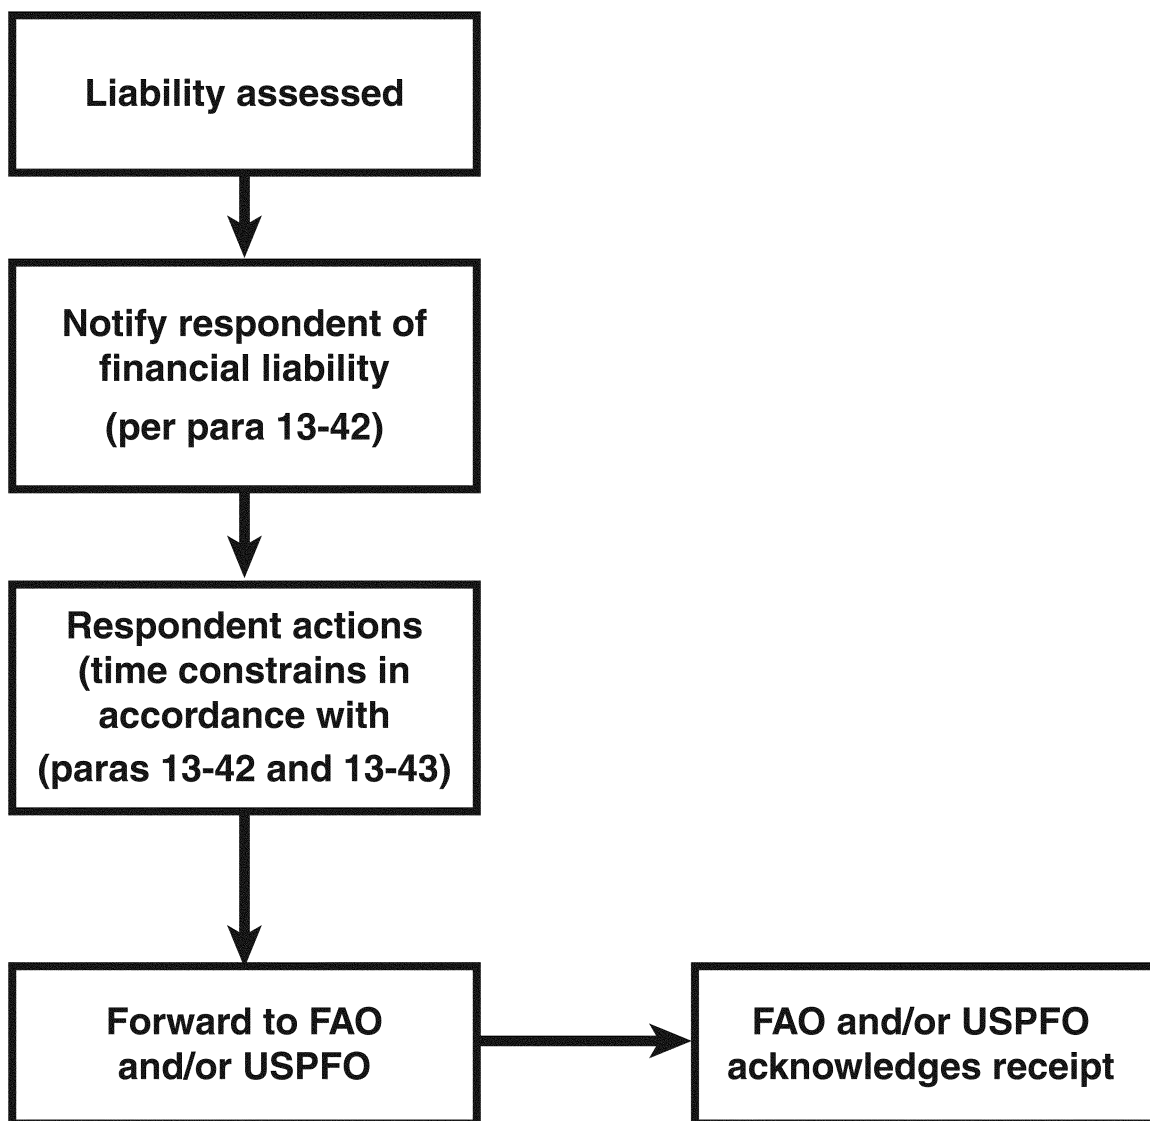 Liability assessed
Notify respondent of
financial liability
(per para 13-42)
Respondent actions
(time constrains in
accordance with
(paras 13-42 and 13-43)
Forward to FAO
and/or USPFO
FAO and/or USPFO
acknowledges receipt